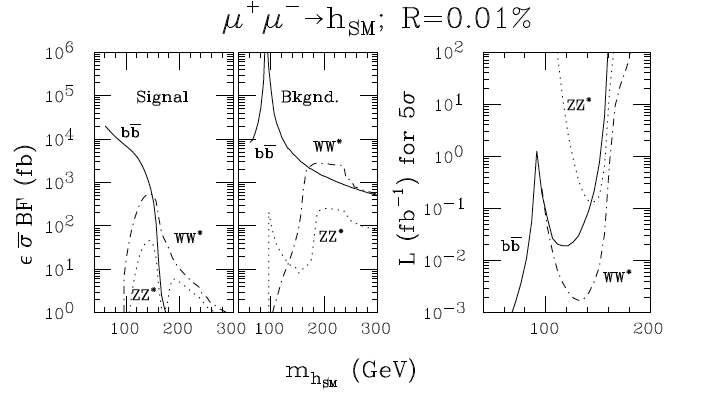 μ⁺μ⁻→h_SM; R=0.01%
ε σ̅ BF (fb)
10⁶
10⁵
10⁴
10³
10²
10¹
10⁰
Signal
bb̅
WW*
ZZ*
100 200 300
Bkgnd.
bb̅
WW*
ZZ*
100 200 300
L (fb⁻¹) for 5σ
10²
10¹
10⁰
10⁻¹
10⁻²
10⁻³
ZZ*
bb̅
WW*
100 200
m_h_SM (GeV)